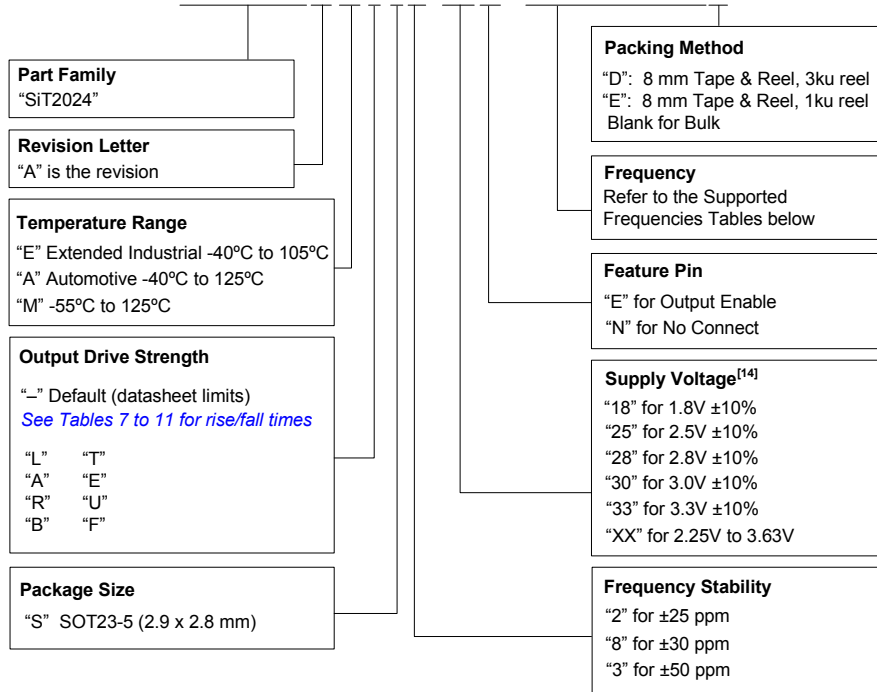 Part Family
“SiT2024”
Revision Letter
“A” is the revision
Temperature Range
“E” Extended Industrial -40ºC to 105ºC
“A” Automotive -40ºC to 125ºC
“M” -55ºC to 125ºC
Output Drive Strength
“–” Default (datasheet limits)
See Tables 7 to 11 for rise/fall times
“L” “T”
“A” “E”
“R” “U”
“B” “F”
Package Size
“S” SOT23-5 (2.9 x 2.8 mm)
Packing Method
“D”: 8 mm Tape & Reel, 3ku reel
“E”: 8 mm Tape & Reel, 1ku reel
Blank for Bulk
Frequency
Refer to the Supported
Frequencies Tables below
Feature Pin
“E” for Output Enable
“N” for No Connect
Supply Voltage[14]
“18” for 1.8V ±10%
“25” for 2.5V ±10%
“28” for 2.8V ±10%
“30” for 3.0V ±10%
“33” for 3.3V ±10%
“XX” for 2.25V to 3.63V
Frequency Stability
“2” for ±25 ppm
“8” for ±30 ppm
“3” for ±50 ppm